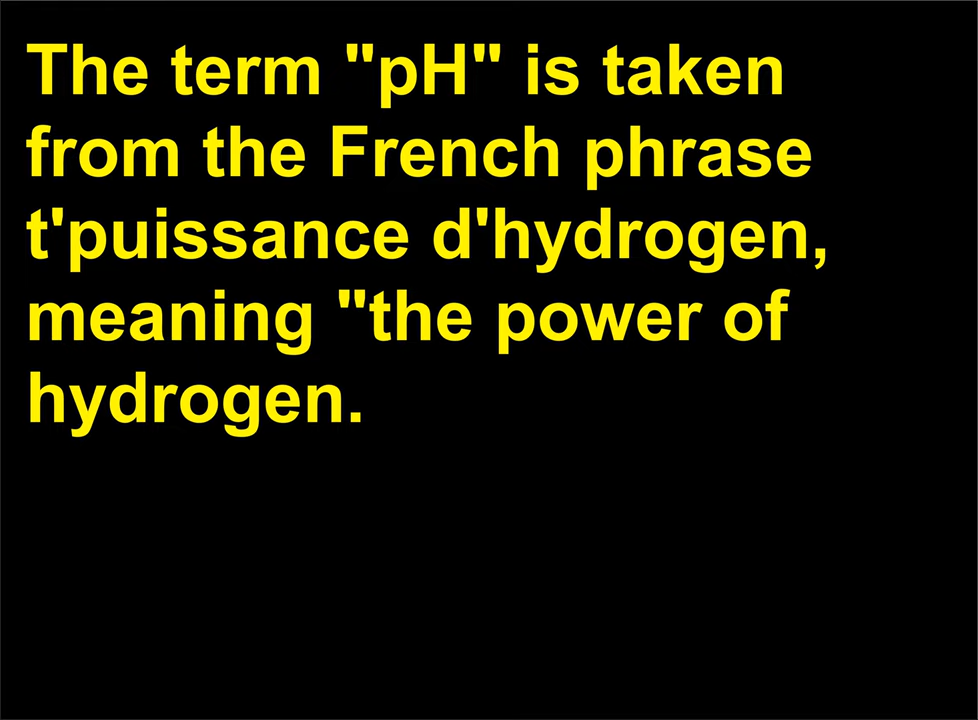 The term "pH" is taken
from the French phrase
t'puissance d'hydrogen,
meaning "the power of
hydrogen.